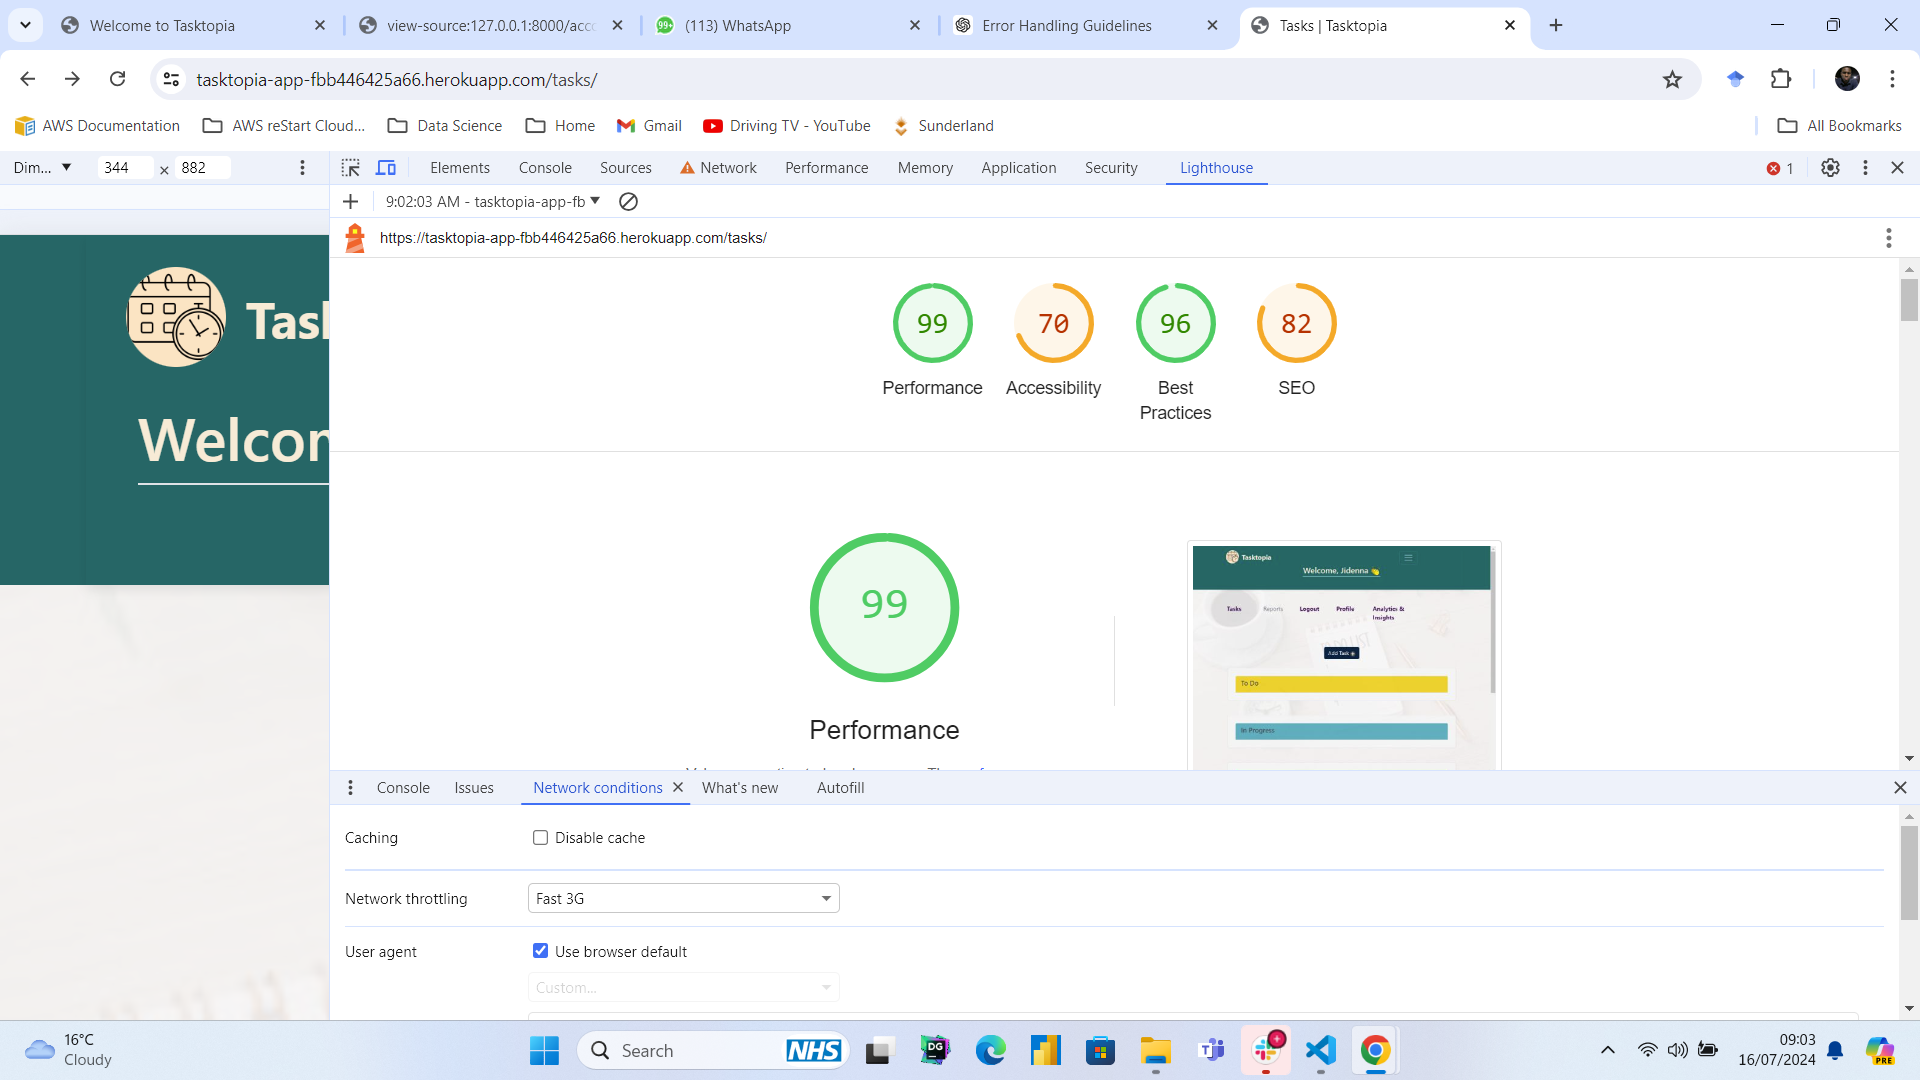 Welcome to Tasktopia
view-source:127.0.0.1:8000/acco
(113) WhatsApp
Error Handling Guidelines
Tasks | Tasktopia
tasktopia-app-fbb446425a66.herokuapp.com/tasks/
AWS Documentation
AWS reStart Cloud...
Data Science
Home
Gmail
Driving TV - YouTube
Sunderland
All Bookmarks
Dim...
344
×
882
Elements
Console
Sources
Network
Performance
Memory
Application
Security
Lighthouse
1
9:02:03 AM - tasktopia-app-fb
https://tasktopia-app-fbb446425a66.herokuapp.com/tasks/
Task
Welcom
99
70
96
82
Performance
Accessibility
Best
Practices
SEO
99
Performance
Tasktopia
Welcome, Jidenna
Tasks
Reports
Logout
Profile
Analytics &
Insights
Add Task
To Do
In Progress
Console
Issues
Network conditions
What's new
Autofill
Caching
Disable cache
Network throttling
Fast 3G
User agent
Use browser default
Custom...
16°C
Cloudy
Search
NHS
DG
PRE
09:03
16/07/2024